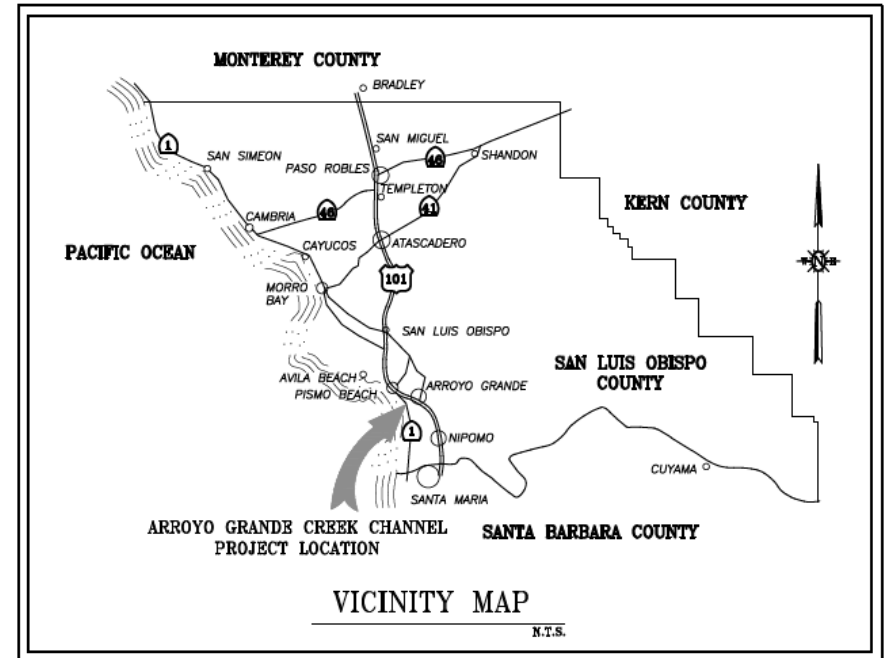 MONTEREY COUNTY
BRADLEY
1
SAN MIGUEL
SAN SIMEON
PASO ROBLES
46
SHANDON
TEMPLETON
46
41
KERN COUNTY
CAMBRIA
PACIFIC OCEAN
CAYUCOS
ATASCADERO
N
W
E
101
MORRO
BAY
SAN LUIS OBISPO
SAN LUIS OBISPO
COUNTY
AVILA BEACH
PISMO BEACH
ARROYO GRANDE
1
NIPOMO
CUYAMA
SANTA MARIA
ARROYO GRANDE CREEK CHANNEL
PROJECT LOCATION
SANTA BARBARA COUNTY
VICINITY MAP
N.T.S.